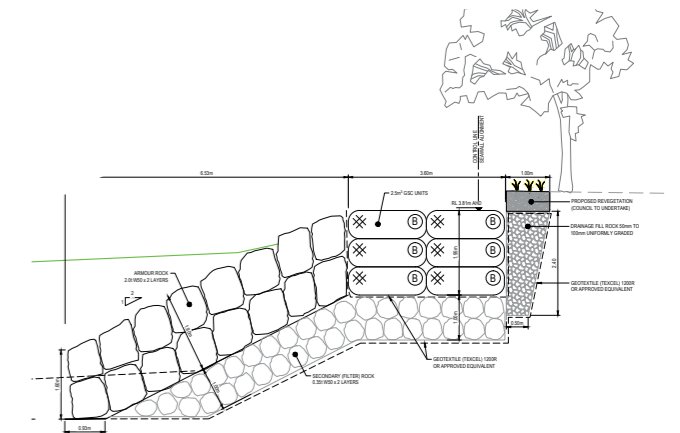 CONTROL LINE
SEAWALL ALIGNMENT
6.53m
3.60m
1.00m
2.5m³ GSC UNITS
RL 3.81m AHD
PROPOSED REVEGETATION
(COUNCIL TO UNDERTAKE)
B
B
DRAINAGE FILL ROCK 50mm TO
100mm UNIFORMLY GRADED
B
B
2.40
ARMOUR ROCK
2.0t W50 x 2 LAYERS
B
B
GEOTEXTILE (TEXCEL) 1200R
OR APPROVED EQUIVALENT
2
1
0.50m
GEOTEXTILE (TEXCEL) 1200R
OR APPROVED EQUIVALENT
SECONDARY (FILTER) ROCK
0.35t W50 x 2 LAYERS
0.93m